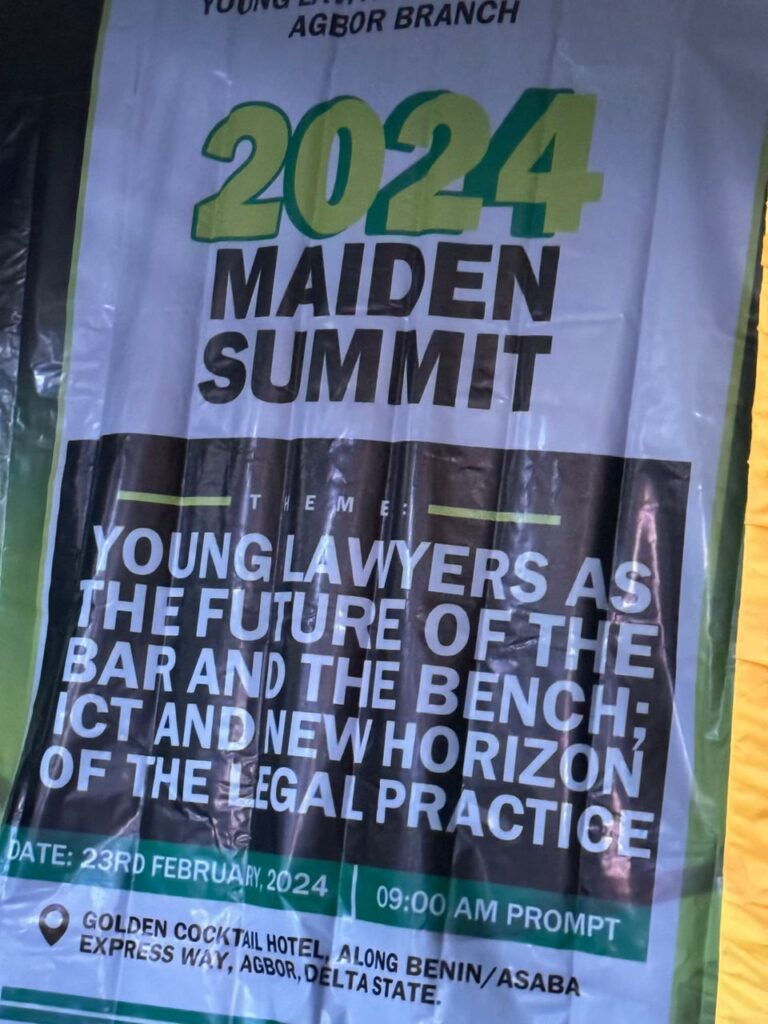 YOUNG
AGBOR BRANCH
2024
MAIDEN
SUMMIT
THEME:
YOUNG LAWYERS AS
THE FUTURE OF THE
BAR AND THE BENCH;
ICT AND NEW HORIZON
OF THE LEGAL PRACTICE
DATE: 23RD FEBRUARY, 2024 | 09:00 AM PROMPT
GOLDEN COCKTAIL HOTEL, ALONG BENIN/ASABA
EXPRESS WAY, AGBOR, DELTA STATE.